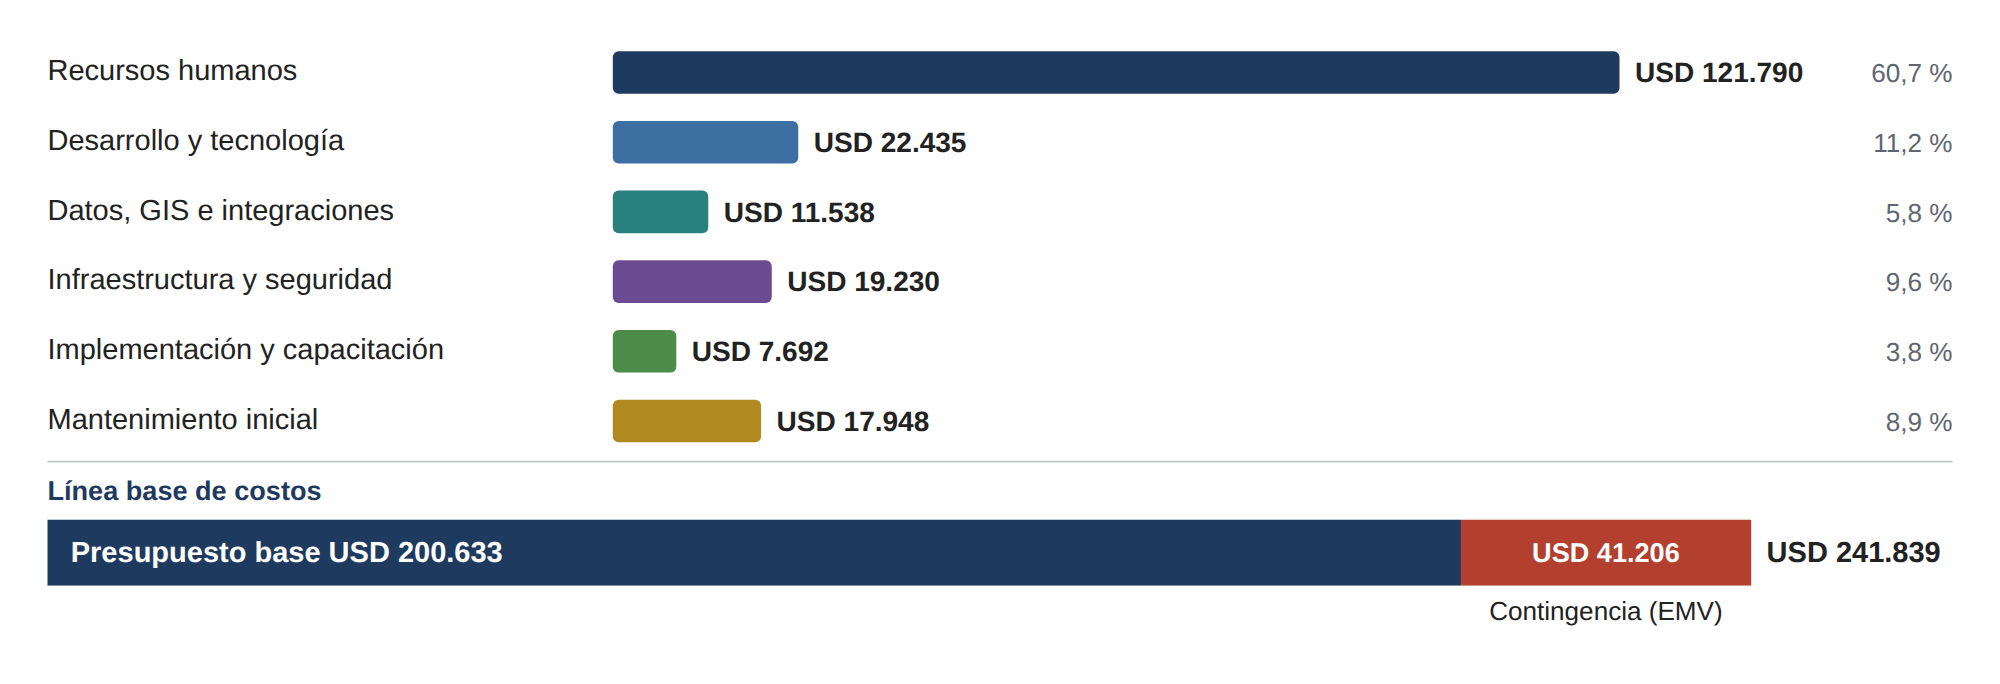 Recursos humanos USD 121.790 60,7 %
Desarrollo y tecnología USD 22.435 11,2 %
Datos, GIS e integraciones USD 11.538 5,8 %
Infraestructura y seguridad USD 19.230 9,6 %
Implementación y capacitación USD 7.692 3,8 %
Mantenimiento inicial USD 17.948 8,9 %
Línea base de costos
Presupuesto base USD 200.633 USD 41.206 USD 241.839
Contingencia (EMV)